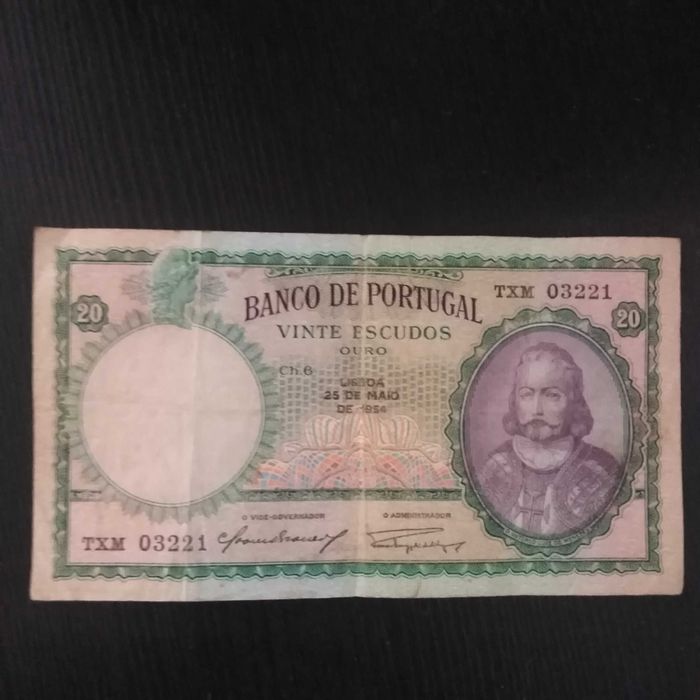 BANCO DE PORTUGAL
TXM 03221
20
20
VINTE ESCUDOS
OURO
Ch. 6
LISBOA
25 DE MAIO
DE 1954
O VICE-GOVERNADOR
O ADMINISTRADOR
TXM 03221